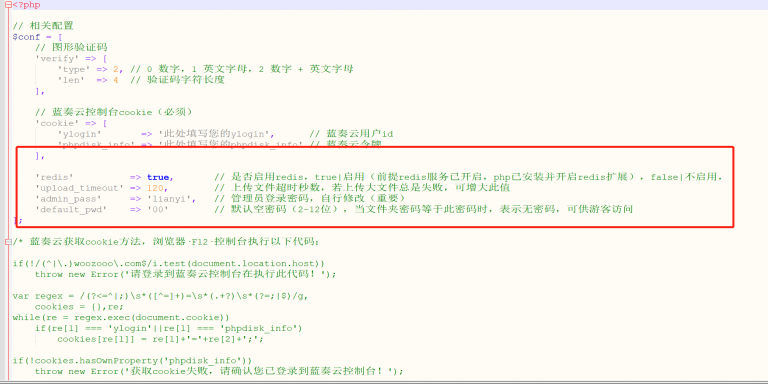 <?php
// 相关配置
$conf = [
// 图形验证码
'verify' => [
'type' => 2, // 0 数字，1 英文字母，2 数字 + 英文字母
'len' => 4 // 验证码字符长度
],
// 蓝奏云控制台cookie（必须）
'cookie' => [
'ylogin' => '此处填写您的ylogin', // 蓝奏云用户id
'phpdisk_info' => '此处填写您的phpdisk_info' // 蓝奏云令牌
],
'redis' => true, // 是否启用redis，true|启用（前提redis服务已开启，php已安装并开启redis扩展），false|不启用，
'upload_timeout' => 120, // 上传文件超时秒数，若上传大文件总是失败，可增大此值
'admin_pass' => 'lianyi', // 管理员登录密码，自行修改（重要）
'default_pwd' => '00' // 默认空密码（2-12位），当文件夹密码等于此密码时，表示无密码，可供游客访问
];
/* 蓝奏云获取cookie方法，浏览器·F12·控制台执行以下代码：
if(!/(^|\.)woozooo\.com$/i.test(document.location.host))
throw new Error('请登录到蓝奏云控制台在执行此代码！');
var regex = /(?<=^|;)\s*([^=]+)=\s*(.+?)\s*(?=;|$)/g,
cookies = {},re;
while(re = regex.exec(document.cookie))
if(re[1] === 'ylogin'||re[1] === 'phpdisk_info')
cookies[re[1]] = re[1]+'='+re[2]+';';
if(!cookies.hasOwnProperty('phpdisk_info'))
throw new Error('获取cookie失败，请确认您已登录到蓝奏云控制台！');